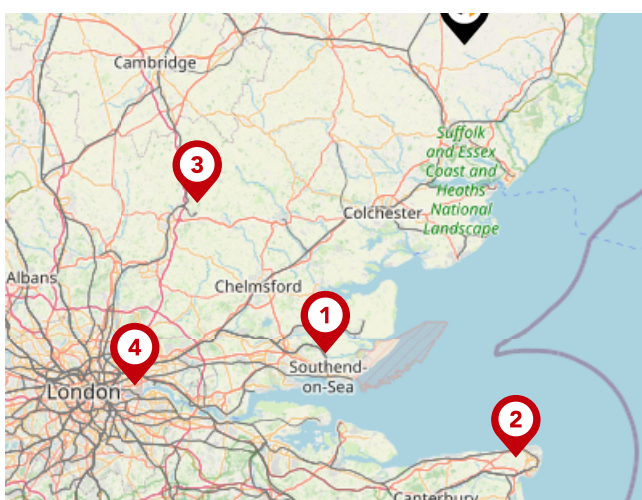 Cambridge
3
Suffolk
and Essex
Coast and
Heaths
National
Landscape
Colchester
Albans
Chelmsford
1
4
Southend-
on-Sea
London
2
Canterbury